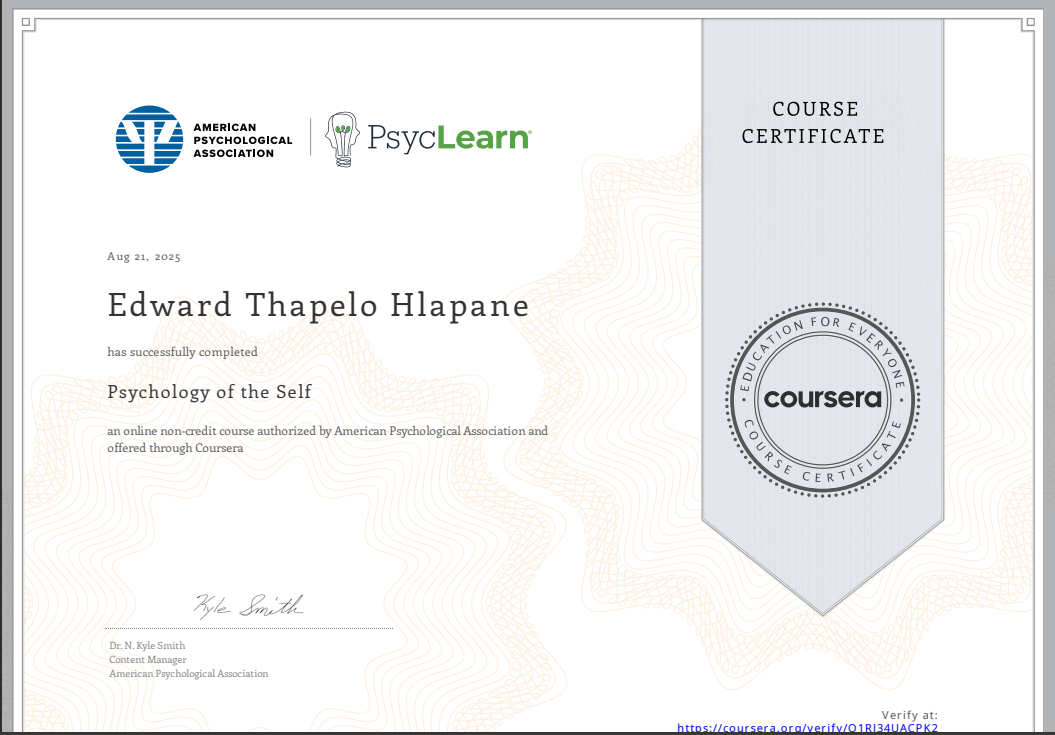 AMERICAN
PSYCHOLOGICAL
ASSOCIATION
PsycLearn
COURSE
CERTIFICATE
Aug 21, 2025
Edward Thapelo Hlapane
has successfully completed
Psychology of the Self
an online non-credit course authorized by American Psychological Association and
offered through Coursera
EDUCATION FOR EVERYONE
coursera
COURSE CERTIFICATE
Kyle Smith
Dr. N. Kyle Smith
Content Manager
American Psychological Association
Verify at:
https://coursera.org/verify/Q1RJ34UACPK2